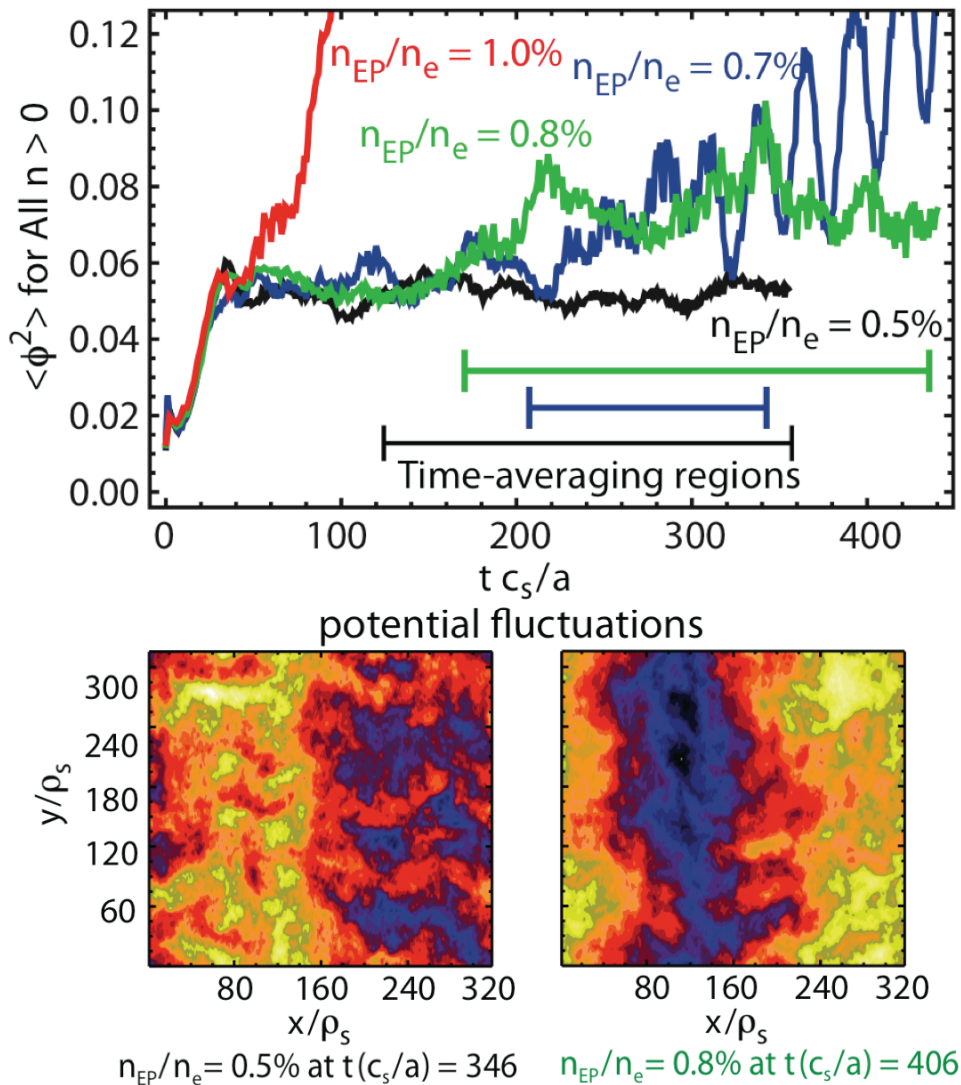 0.12
0.10
0.08
0.06
0.04
0.02
0.00
<ϕ²> for All n > 0
n_EP/n_e = 1.0%
n_EP/n_e = 0.7%
n_EP/n_e = 0.8%
n_EP/n_e = 0.5%
Time-averaging regions
0 100 200 300 400
t c_s/a
potential fluctuations
300
240
180
120
60
y/ρ_s
80 160 240 320
x/ρ_s
80 160 240 320
x/ρ_s
n_EP/n_e = 0.5% at t(c_s/a) = 346
n_EP/n_e = 0.8% at t(c_s/a) = 406